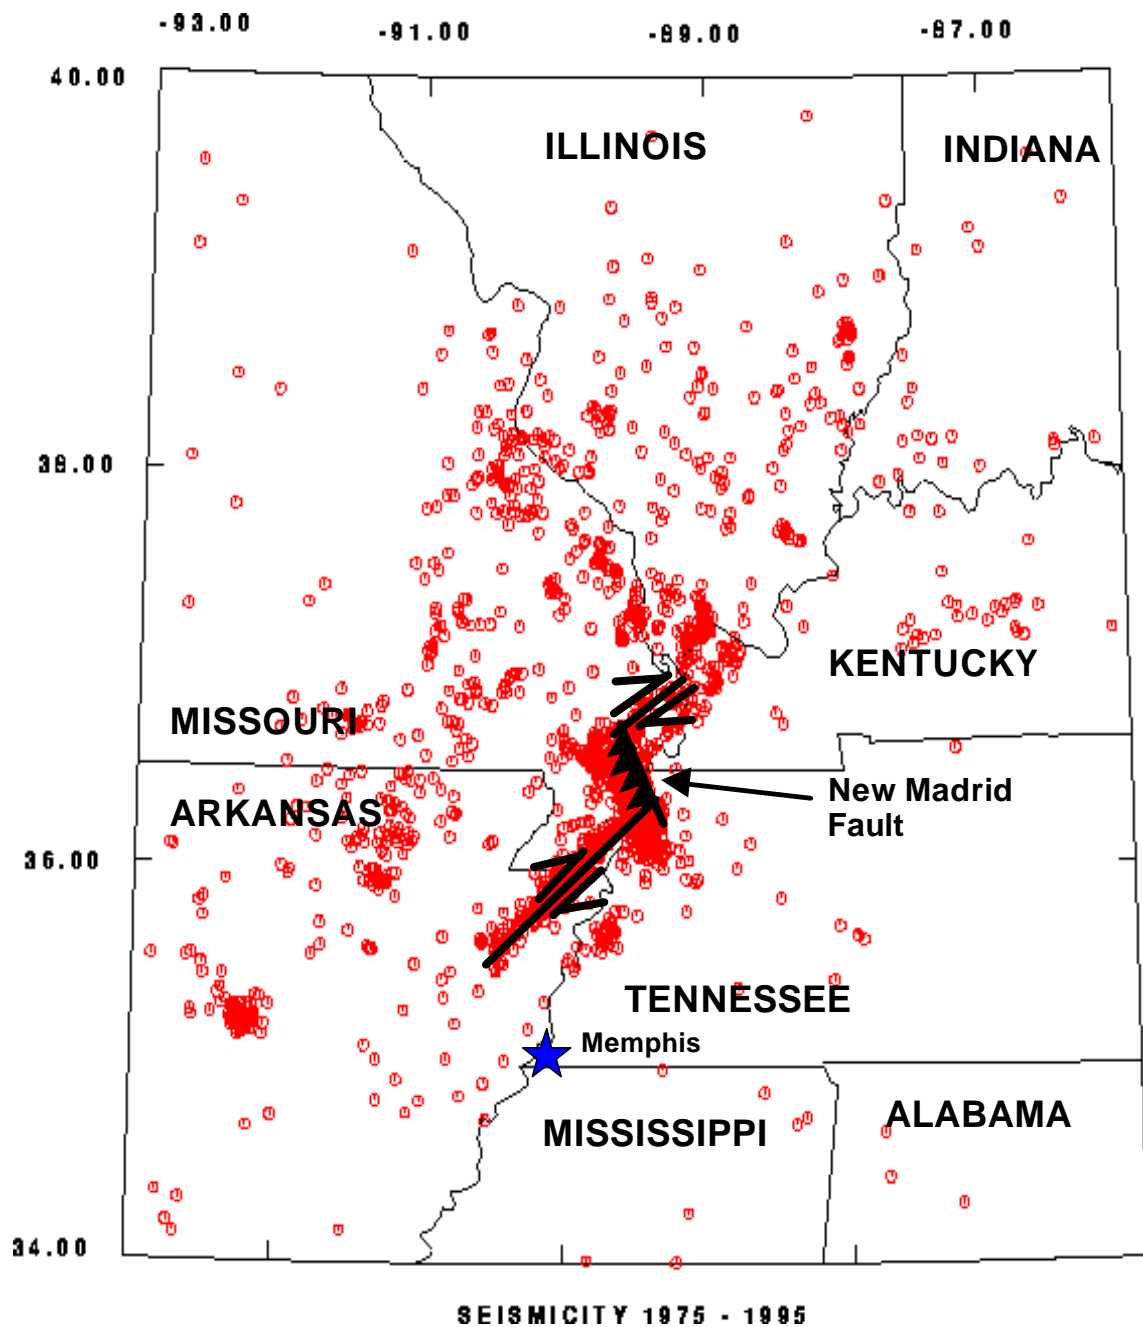 -93.00 -91.00 -89.00 -87.00
40.00
ILLINOIS
INDIANA
38.00
KENTUCKY
MISSOURI
New Madrid
Fault
ARKANSAS
36.00
TENNESSEE
Memphis
ALABAMA
MISSISSIPPI
34.00
SEISMICITY 1975 - 1995